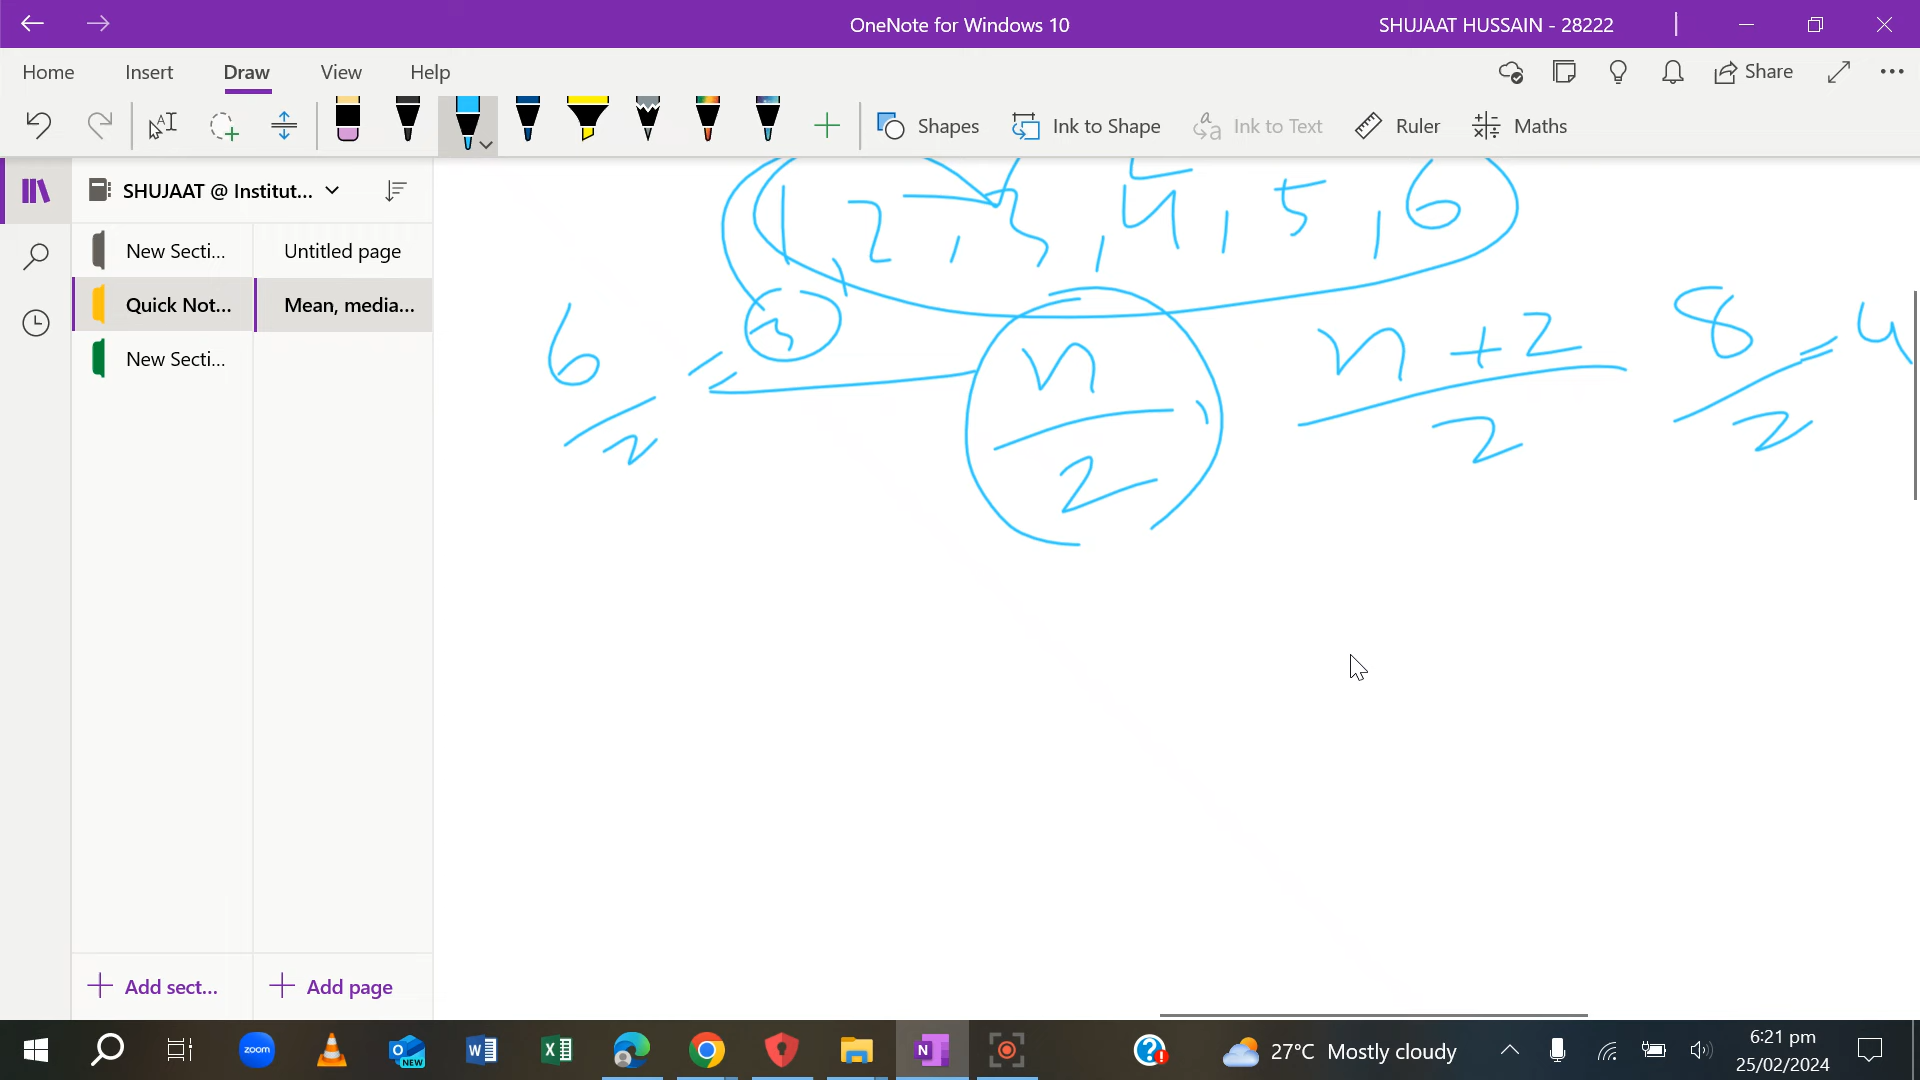 OneNote for Windows 10
SHUJAAT HUSSAIN - 28222
Home Insert Draw View Help
Share
Shapes Ink to Shape Ink to Text Ruler Maths
SHUJAAT @ Institut...
New Secti...
Quick Not...
New Secti...
Untitled page
Mean, media...
1, 2, 3, 4, 5, 6
6/2 = 3
n/2, n+2/2 8/2 = 4
+ Add sect...
+ Add page
zoom
NEW
27°C Mostly cloudy
6:21 pm
25/02/2024